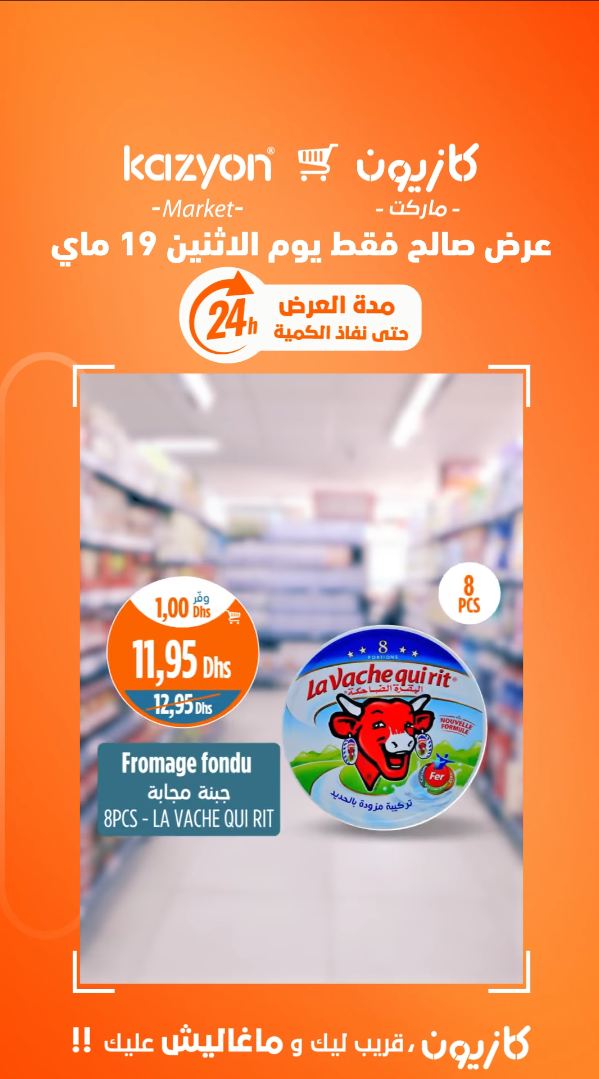 kazyon® كازيون
-Market- - ماركت -
عرض صالح فقط يوم الاثنين 19 ماي
24h
مدة العرض
حتى نفاذ الكمية
وفّر
1,00 Dhs
11,95 Dhs
12,95 Dhs
8
PCS
8
PORTIONS
La Vache qui rit®
البقرة الضاحكة
NOUVELLE
FORMULE
Fer
تركيبة مزودة بالحديد
Fromage fondu
جبنة مجابة
8PCS - LA VACHE QUI RIT
كازيون، قريب ليك و ماغاليش عليك !!